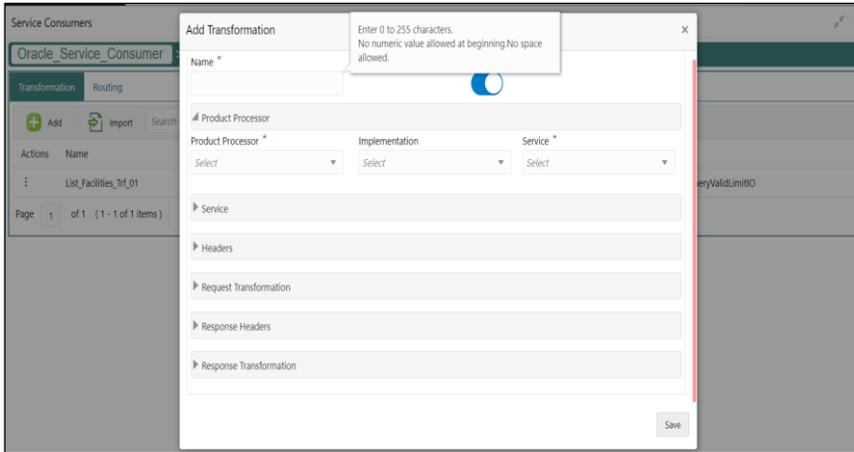 Service Consumers
Oracle_Service_Consumer >
Transformation Routing
Add Import Search
Actions Name
List_Facilities_Trf_01
eryValidLimitIO
Page 1 of 1 ( 1 - 1 of 1 items )
Add Transformation
X
Enter 0 to 255 characters.
No numeric value allowed at beginning.No space
allowed.
Name *
Product Processor
Product Processor * Implementation Service *
Select Select Select
Service
Headers
Request Transformation
Response Headers
Response Transformation
Save